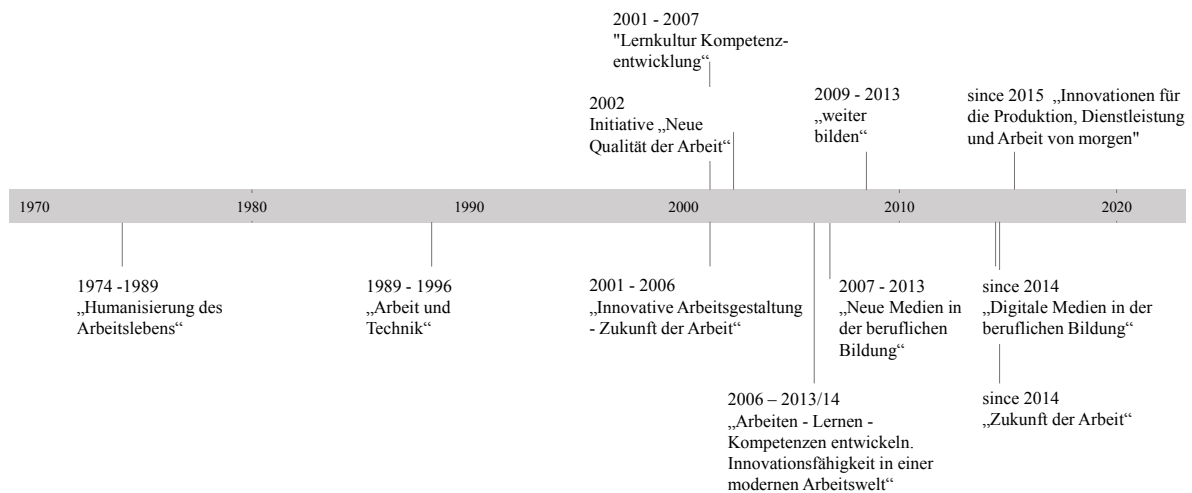 2001 - 2007
"Lernkultur Kompetenz-
entwicklung“
2002
Initiative „Neue
Qualität der Arbeit“
2009 - 2013
„weiter
bilden“
since 2015 „Innovationen für
die Produktion, Dienstleistung
und Arbeit von morgen"
1970
1980
1990
2000
2010
2020
1974 -1989
„Humanisierung des
Arbeitslebens“
1989 - 1996
„Arbeit und
Technik“
2001 - 2006
„Innovative Arbeitsgestaltung
- Zukunft der Arbeit“
2007 - 2013
„Neue Medien in
der beruflichen
Bildung“
since 2014
„Digitale Medien in der
beruflichen Bildung“
2006 – 2013/14
„Arbeiten - Lernen -
Kompetenzen entwickeln.
Innovationsfähigkeit in einer
modernen Arbeitswelt“
since 2014
„Zukunft der Arbeit“